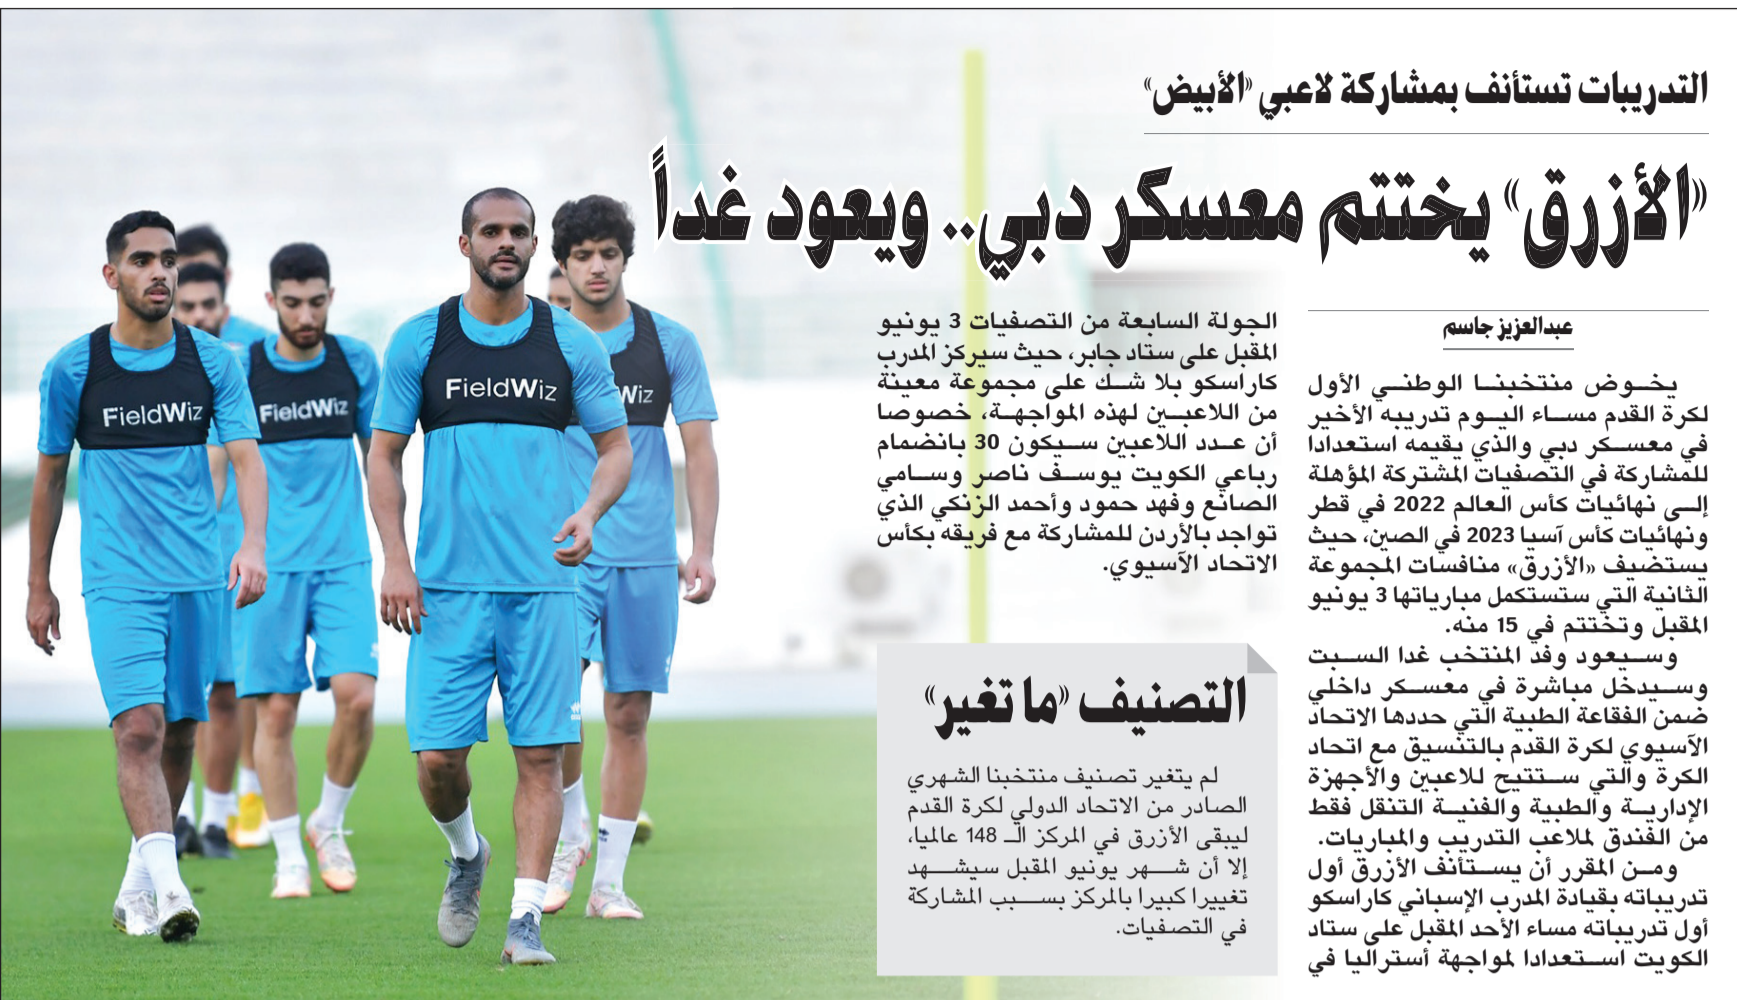 التدريبات تستأنف بمشاركة لاعبي «الأبيض»
«الأزرق» يختتم معسكر دبي.. ويعود غداً
عبدالعزيز جاسم
يخوض منتخبنا الوطني الأول
لكرة القدم مساء اليوم تدريبه الأخير
في معسكر دبي والذي يقيمه استعدادا
للمشاركة في التصفيات المشتركة المؤهلة
إلى نهائيات كأس العالم 2022 في قطر
ونهائيات كأس آسيا 2023 في الصين، حيث
يستضيف «الأزرق» منافسات المجموعة
الثانية التي ستستكمل مبارياتها 3 يونيو
المقبل وتختتم في 15 منه.
وسيعود وفد المنتخب غدا السبت
وسيدخل مباشرة في معسكر داخلي
ضمن الفقاعة الطبية التي حددها الاتحاد
الآسيوي لكرة القدم بالتنسيق مع اتحاد
الكرة والتي ستتيح للاعبين والأجهزة
الإدارية والطبية والفنية التنقل فقط
من الفندق لملاعب التدريب والمباريات.
ومن المقرر أن يستأنف الأزرق أول
تدريباته بقيادة المدرب الإسباني كاراسكو
أول تدريباته مساء الأحد المقبل على ستاد
الكويت استعدادا لمواجهة أستراليا في
الجولة السابعة من التصفيات 3 يونيو
المقبل على ستاد جابر، حيث سيركز المدرب
كاراسكو بلا شك على مجموعة معينة
من اللاعبين لهذه المواجهة، خصوصا
أن عدد اللاعبين سيكون 30 بانضمام
رباعي الكويت يوسف ناصر وسامي
الصانع وفهد حمود وأحمد الزنكي الذي
تواجد بالأردن للمشاركة مع فريقه بكأس
الاتحاد الآسيوي.
التصنيف «ما تغير»
لم يتغير تصنيف منتخبنا الشهري
الصادر من الاتحاد الدولي لكرة القدم
ليبقى الأزرق في المركز الـ 148 عالميا،
إلا أن شهر يونيو المقبل سيشهد
تغييرا كبيرا بالمركز بسبب المشاركة
في التصفيات.
FieldWiz
FieldWiz
FieldWiz
Wiz